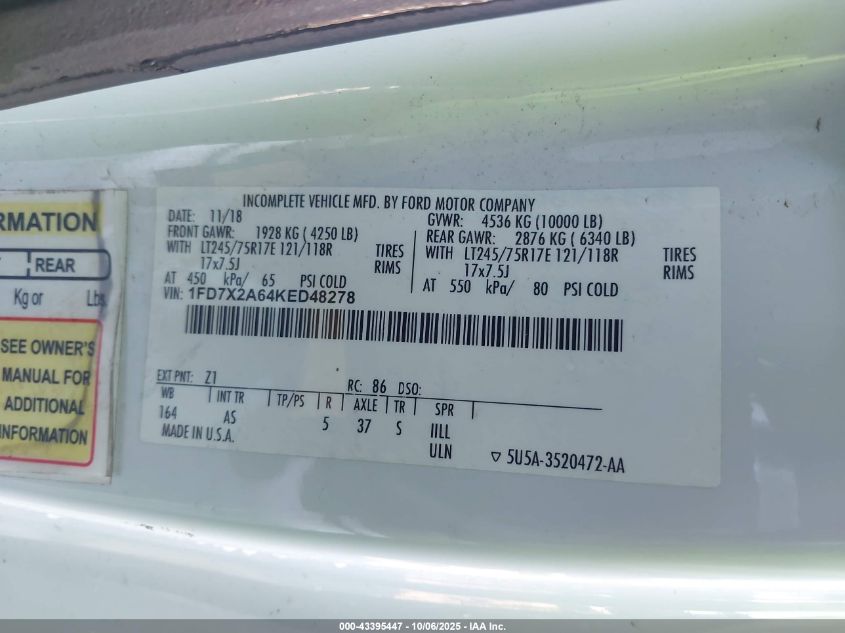 RMATION
REAR
Kg or Lbs
SEE OWNER'S
MANUAL FOR
ADDITIONAL
INFORMATION
INCOMPLETE VEHICLE MFD. BY FORD MOTOR COMPANY
DATE: 11/18 GVWR: 4536 KG (10000 LB)
FRONT GAWR: 1928 KG ( 4250 LB) REAR GAWR: 2876 KG ( 6340 LB)
WITH LT245/75R17E 121/118R TIRES WITH LT245/75R17E 121/118R TIRES
17x7.5J RIMS 17x7.5J RIMS
AT 450 kPa/ 65 PSI COLD AT 550 kPa/ 80 PSI COLD
VIN: 1FD7X2A64KED48278
EXT PNT: Z1 RC: 86 DSO:
WB INT TR TP/PS R AXLE TR SPR
164 AS 5 37 S IILL
MADE IN U.S.A. ULN ▽ 5U5A-3520472-AA
000-43395447 - 10/06/2025 - IAA Inc.